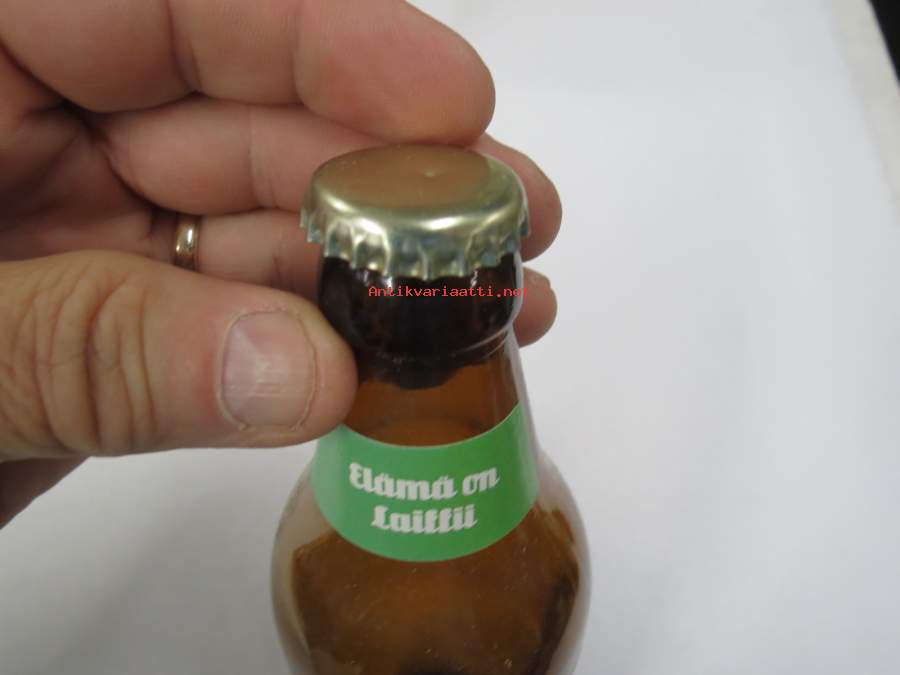 Antikvariaatti.net
Elämä on
Laiffii